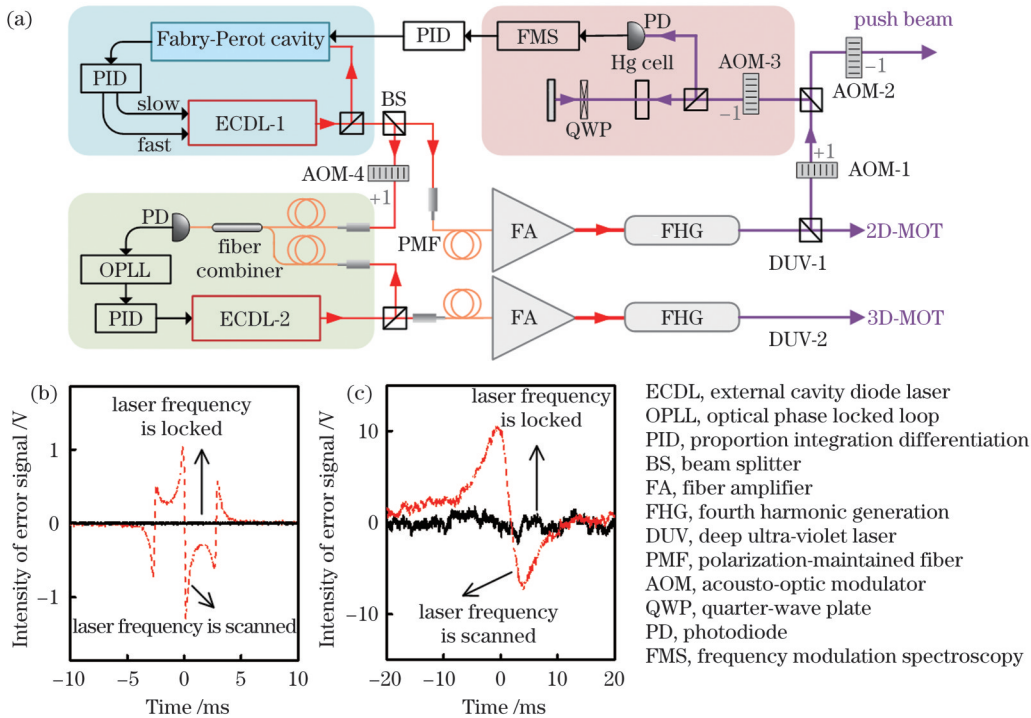 (a)
Fabry-Perot cavity
PID
FMS
PD
push beam
PID
slow
fast
ECDL-1
BS
Hg cell
QWP
AOM-3
-1
-1
AOM-2
AOM-4
+1
+1
AOM-1
PD
fiber
combiner
PMF
FA
FHG
2D-MOT
DUV-1
OPLL
PID
ECDL-2
FA
FHG
3D-MOT
DUV-2
(b)
Intensity of error signal /V
1
0
-1
laser frequency
is locked
laser frequency is scanned
-10
-5
0
5
10
Time /ms
(c)
Intensity of error signal /V
10
0
-10
laser frequency
is locked
laser frequency
is scanned
-20
-10
0
10
20
Time /ms
ECDL, external cavity diode laser
OPLL, optical phase locked loop
PID, proportion integration differentiation
BS, beam splitter
FA, fiber amplifier
FHG, fourth harmonic generation
DUV, deep ultra-violet laser
PMF, polarization-maintained fiber
AOM, acousto-optic modulator
QWP, quarter-wave plate
PD, photodiode
FMS, frequency modulation spectroscopy